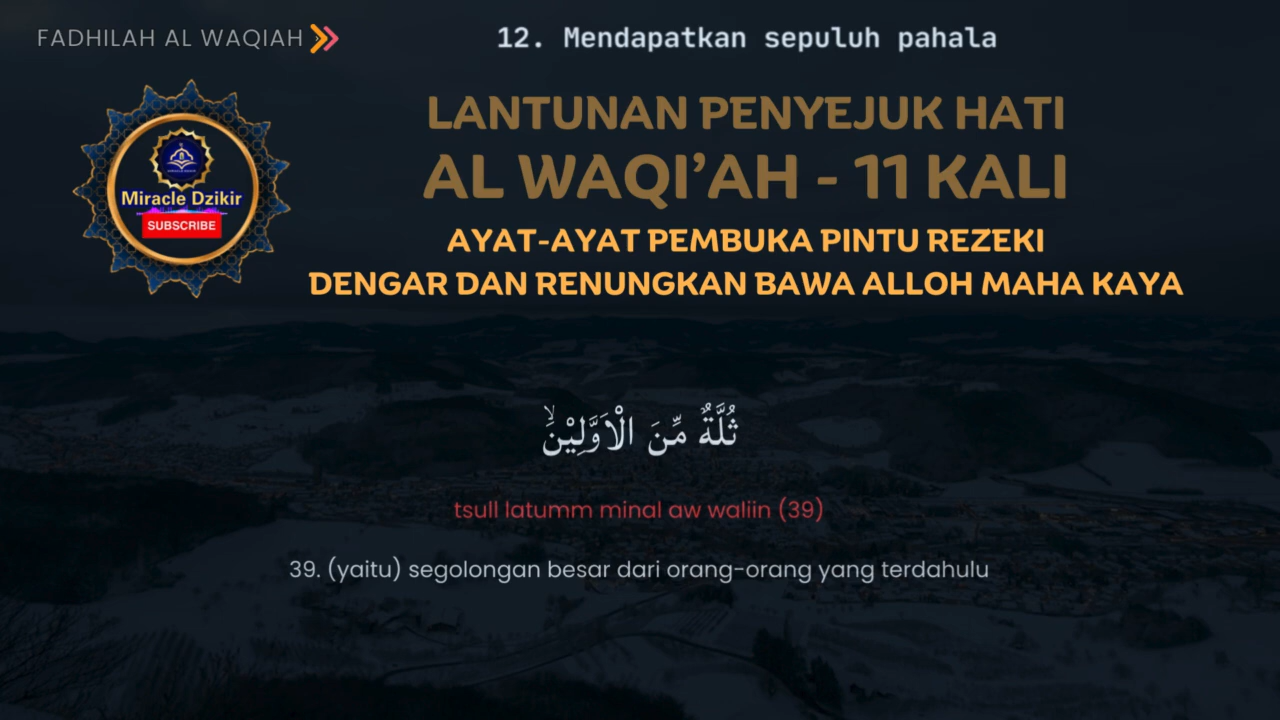 FADHILAH AL WAQIAH
12. Mendapatkan sepuluh pahala
LANTUNAN PENYEJUK HATI
AL WAQI'AH - 11 KALI
AYAT-AYAT PEMBUKA PINTU REZEKI
DENGAR DAN RENUNGKAN BAWA ALLOH MAHA KAYA
Miracle Dzikir
SUBSCRIBE
ثُلَّةٌ مِّنَ الْاَوَّلِيْنَۙ
tsull latumm minal aw waliin (39)
39. (yaitu) segolongan besar dari orang-orang yang terdahulu